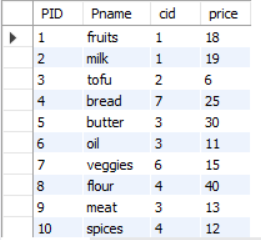 PID Pname cid price
1 fruits 1 18
2 milk 1 19
3 tofu 2 6
4 bread 7 25
5 butter 3 30
6 oil 3 11
7 veggies 6 15
8 flour 4 40
9 meat 3 13
10 spices 4 12